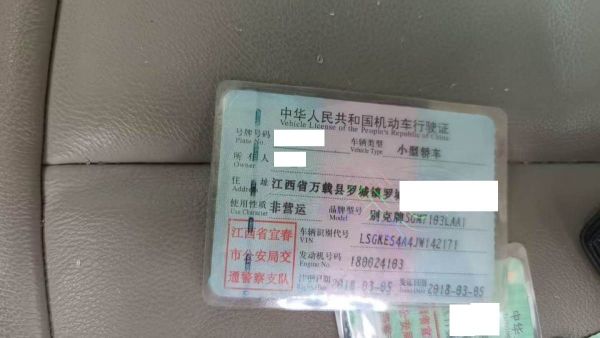 中华人民共和国机动车行驶证
Vehicle License of the People's Republic of China
号牌号码
Plate No.
车辆类型
Vehicle Type
小型轿车
所有人
Owner
住址
Address
江西省万载县罗城镇罗城
使用性质
Use Character
非营运
品牌型号
Model
别克牌SGM7103LAA1
江西省宜春
市公安局交
通警察支队
车辆识别代号
VIN
LSGKE54A4JW142171
发动机号码
Engine No.
180024103
注册日期
18-03-05
发证日期
2018-03-05
中华